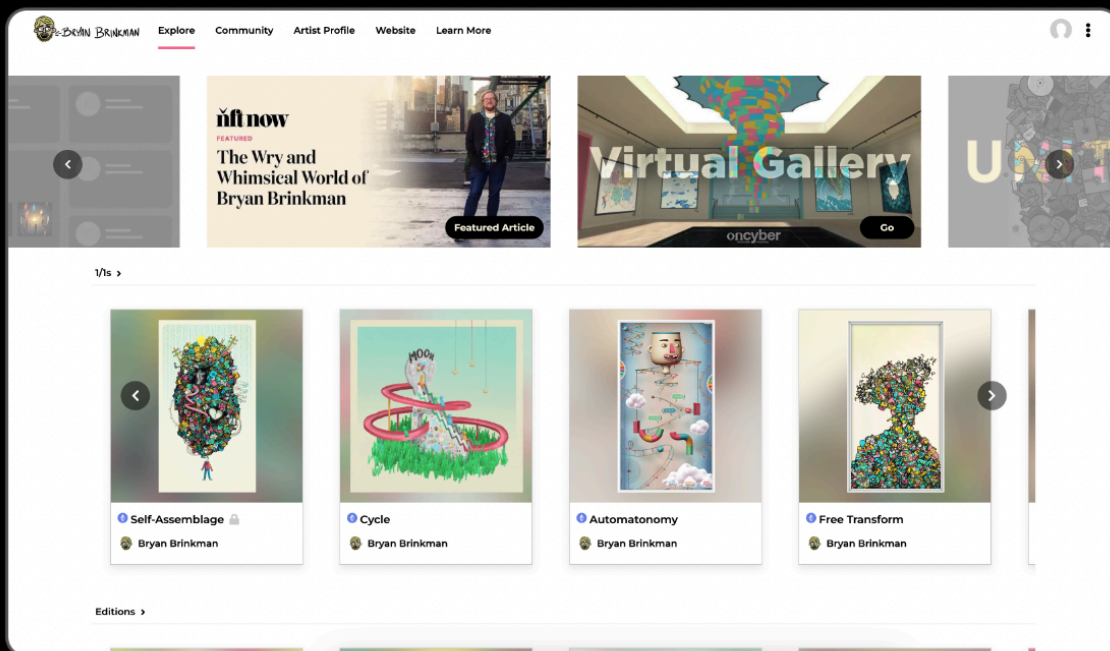 BRYAN BRINKMAN
Explore
Community
Artist Profile
Website
Learn More
nft now
FEATURED
The Wry and
Whimsical World of
Bryan Brinkman
Featured Article
Virtual Gallery
oncyber
Go
1/1s
MOON
Self-Assemblage
Bryan Brinkman
Cycle
Bryan Brinkman
Automatonomy
Bryan Brinkman
Free Transform
Bryan Brinkman
Editions